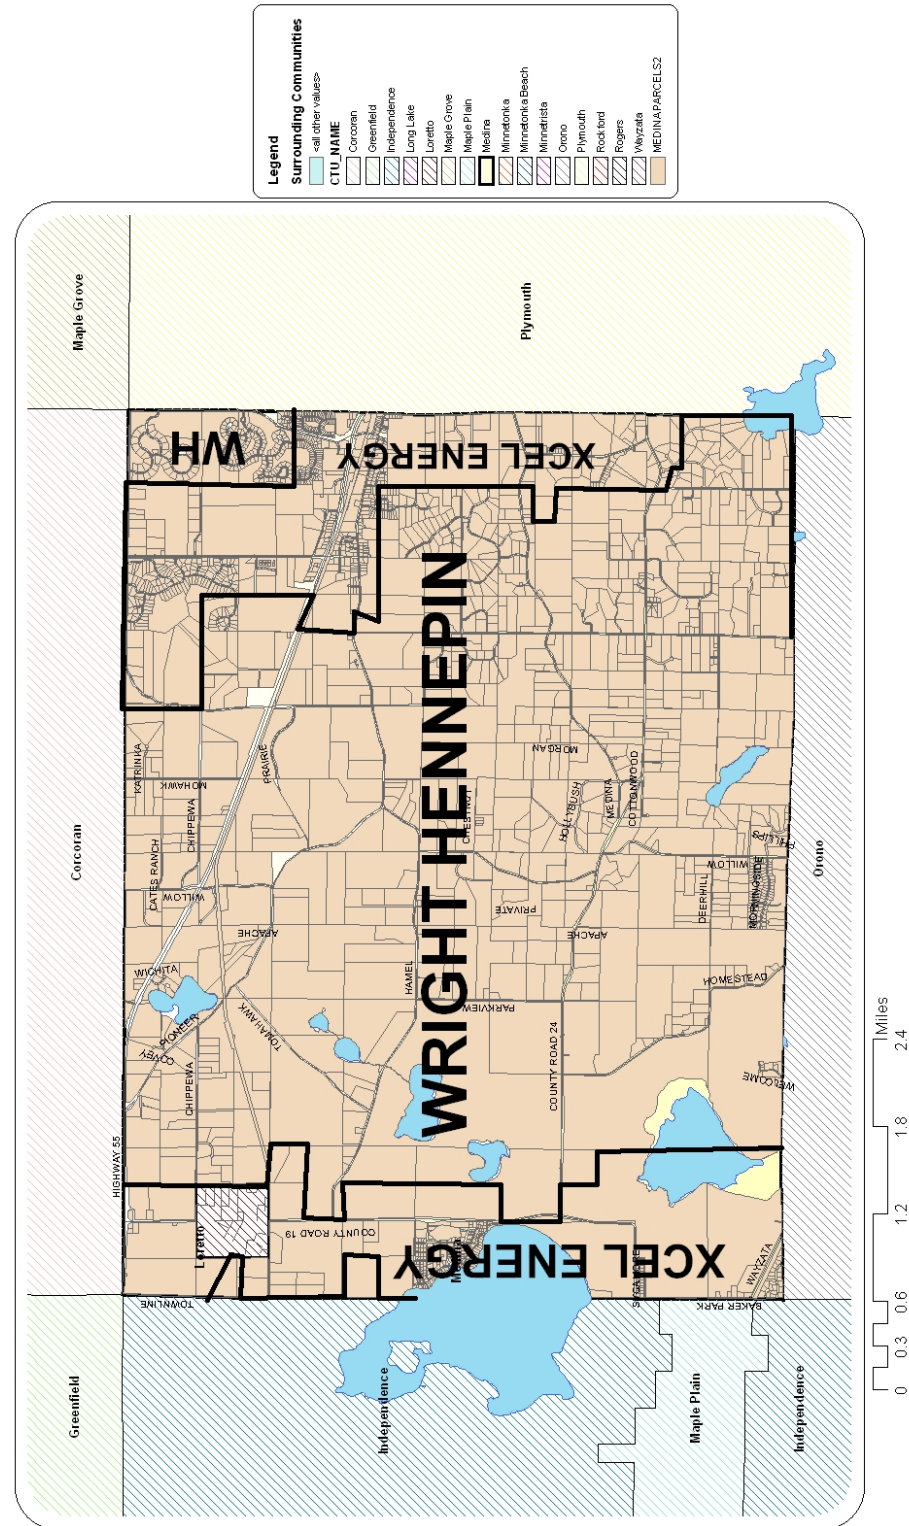 Legend
Surrounding Communities
<all other values>
CTU_NAME
Corcoran
Greenfield
Independence
Long Lake
Loretto
Maple Grove
Maple Plain
Medina
Minnetonka
Minnetonka Beach
Minnetrista
Orono
Plymouth
Rockford
Rogers
Wayzata
MEDINAPARCELS2
Greenfield
Corcoran
Maple Grove
HIGHWAY 55
TOWNLINE
Loretto
CHIPPEWA
COVEY
PIONEER
WICHITA
TOMAHAWK
CATES RANCH
WILLOW
APACHE
CHIPPEWA
KATRINKA
MOHAWK
PRAIRIE
WH
XCEL ENERGY
Plymouth
COUNTY ROAD 19
HAMEL
WRIGHT HENNEPIN
CHESTNUT
Independence
XCEL ENERGY
PARKVIEW
PRIVATE
COUNTY ROAD 24
APACHE
HOLLYBUSH
MORGAN
MEDINA
COTTONWOOD
SYCAMORE
BAKER PARK
WAYZATA
Maple Plain
DEERHILL
WILLOW
MORNINGSIDE
PHILLIPS
HOMESTEAD
WELCOME
Independence
Orono
0 0.3 0.6 1.2 1.8 2.4
Miles